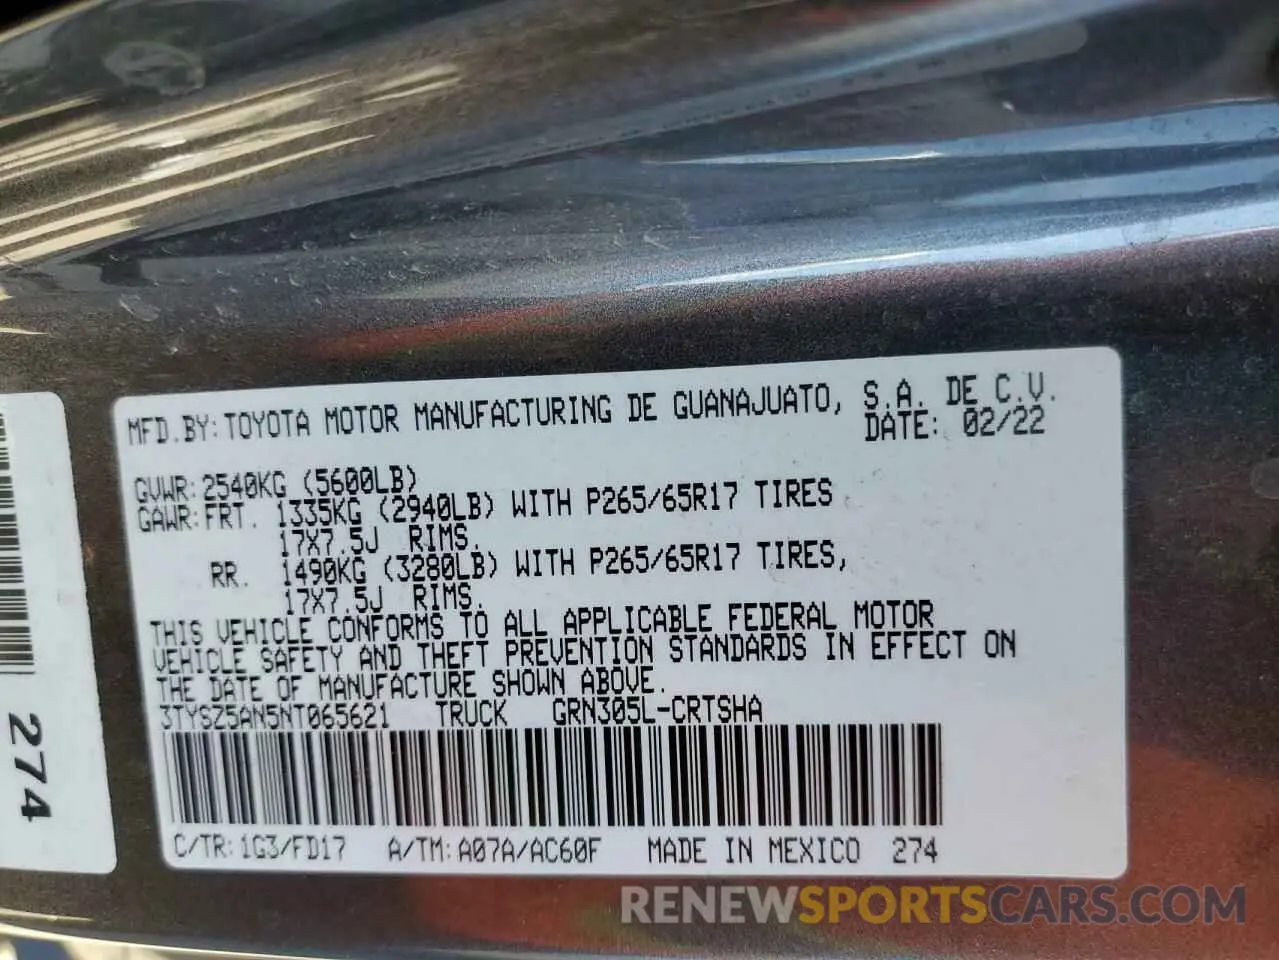 MFD.BY:TOYOTA MOTOR MANUFACTURING DE GUANAJUATO, S.A. DE C.V.
DATE: 02/22
GVWR:2540KG (5600LB)
GAWR:FRT. 1335KG (2940LB) WITH P265/65R17 TIRES
17X7.5J RIMS.
RR. 1490KG (3280LB) WITH P265/65R17 TIRES,
17X7.5J RIMS.
THIS VEHICLE CONFORMS TO ALL APPLICABLE FEDERAL MOTOR
VEHICLE SAFETY AND THEFT PREVENTION STANDARDS IN EFFECT ON
THE DATE OF MANUFACTURE SHOWN ABOVE.
3TYSZ5AN5NT065621 TRUCK GRN305L-CRTSHA
C/TR:1G3/FD17 A/TM:A07A/AC60F MADE IN MEXICO 274
274
RENEWSPORTSCARS.COM